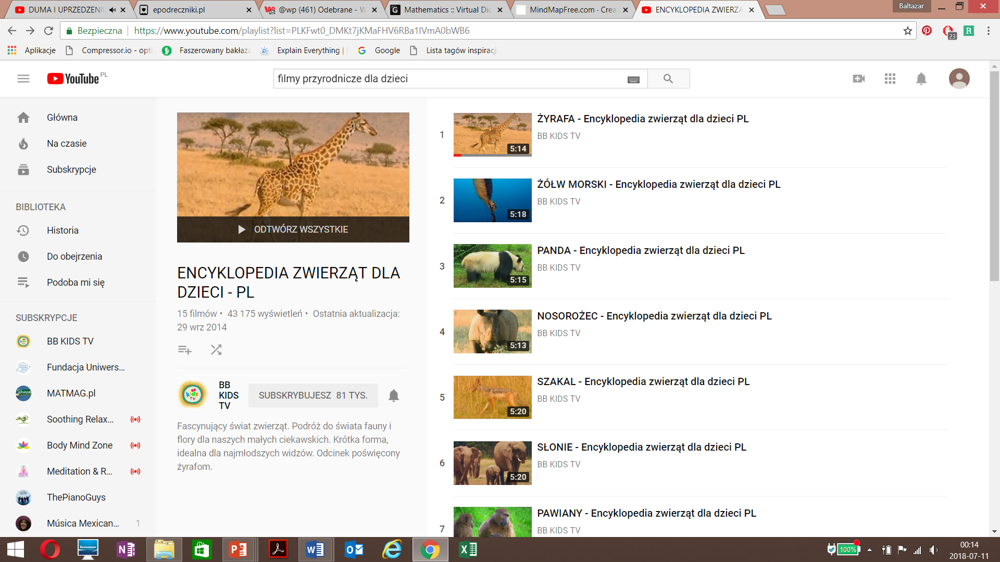 DUMA I UPRZEDZENI
epodreczniki.pl
@wp (461) Odebrane - W
Mathematics :: Virtual Dic
MindMapFree.com · Crea
ENCYKLOPEDIA ZWIERZA
Baltazar
Bezpieczna
https://www.youtube.com/playlist?list=PLKFwt0_DMKt7jKMaFHV6RBa1IVmA0bWB6
23
R
Aplikacje
Compressor.io - opti
Faszerowany bakłaża
Explain Everything |
Google
Lista tagów inspiracji
YouTube PL
filmy przyrodnicze dla dzieci
Główna
Na czasie
Subskrypcje
BIBLIOTEKA
Historia
Do obejrzenia
Podoba mi się
SUBSKRYPCJE
BB KIDS TV
Fundacja Uniwers...
MATMAG.pl
Soothing Relax...
Body Mind Zone
Meditation & R...
ThePianoGuys
Música Mexican... 1
ODTWÓRZ WSZYSTKIE
ENCYKLOPEDIA ZWIERZĄT DLA
DZIECI - PL
15 filmów • 43 175 wyświetleń • Ostatnia aktualizacja:
29 wrz 2014
BB kids TV
BB
KIDS
TV
SUBSKRYBUJESZ 81 TYS.
Fascynujący świat zwierząt. Podróż do świata fauny i
flory dla naszych małych ciekawskich. Krótka forma,
idealna dla najmłodszych widzów. Odcinek poświęcony
żyrafom.
1
5:14
ŻYRAFA - Encyklopedia zwierząt dla dzieci PL
BB KIDS TV
2
5:18
ŻÓŁW MORSKI - Encyklopedia zwierząt dla dzieci PL
BB KIDS TV
3
5:15
PANDA - Encyklopedia zwierząt dla dzieci PL
BB KIDS TV
4
5:13
NOSOROŻEC - Encyklopedia zwierząt dla dzieci PL
BB KIDS TV
5
5:20
SZAKAL - Encyklopedia zwierząt dla dzieci PL
BB KIDS TV
6
5:20
SŁONIE - Encyklopedia zwierząt dla dzieci PL
BB KIDS TV
7
PAWIANY - Encyklopedia zwierząt dla dzieci PL
BB KIDS TV
100%
00:14
2018-07-11